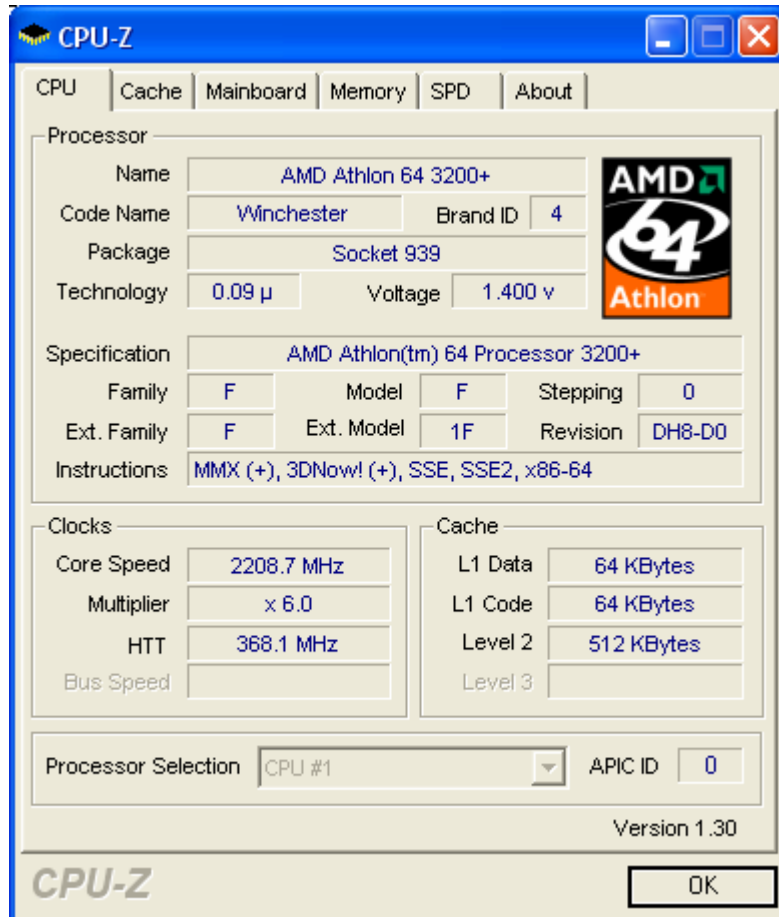 CPU-Z
CPU Cache Mainboard Memory SPD About
Processor
Name AMD Athlon 64 3200+
Code Name Winchester Brand ID 4
Package Socket 939
Technology 0.09 µ Voltage 1.400 v
AMD
64
Athlon
Specification AMD Athlon(tm) 64 Processor 3200+
Family F Model F Stepping 0
Ext. Family F Ext. Model 1F Revision DH8-D0
Instructions MMX (+), 3DNow! (+), SSE, SSE2, x86-64
Clocks
Core Speed 2208.7 MHz
Multiplier x 6.0
HTT 368.1 MHz
Bus Speed
Cache
L1 Data 64 KBytes
L1 Code 64 KBytes
Level 2 512 KBytes
Level 3
Processor Selection CPU #1 APIC ID 0
Version 1.30
CPU-Z OK